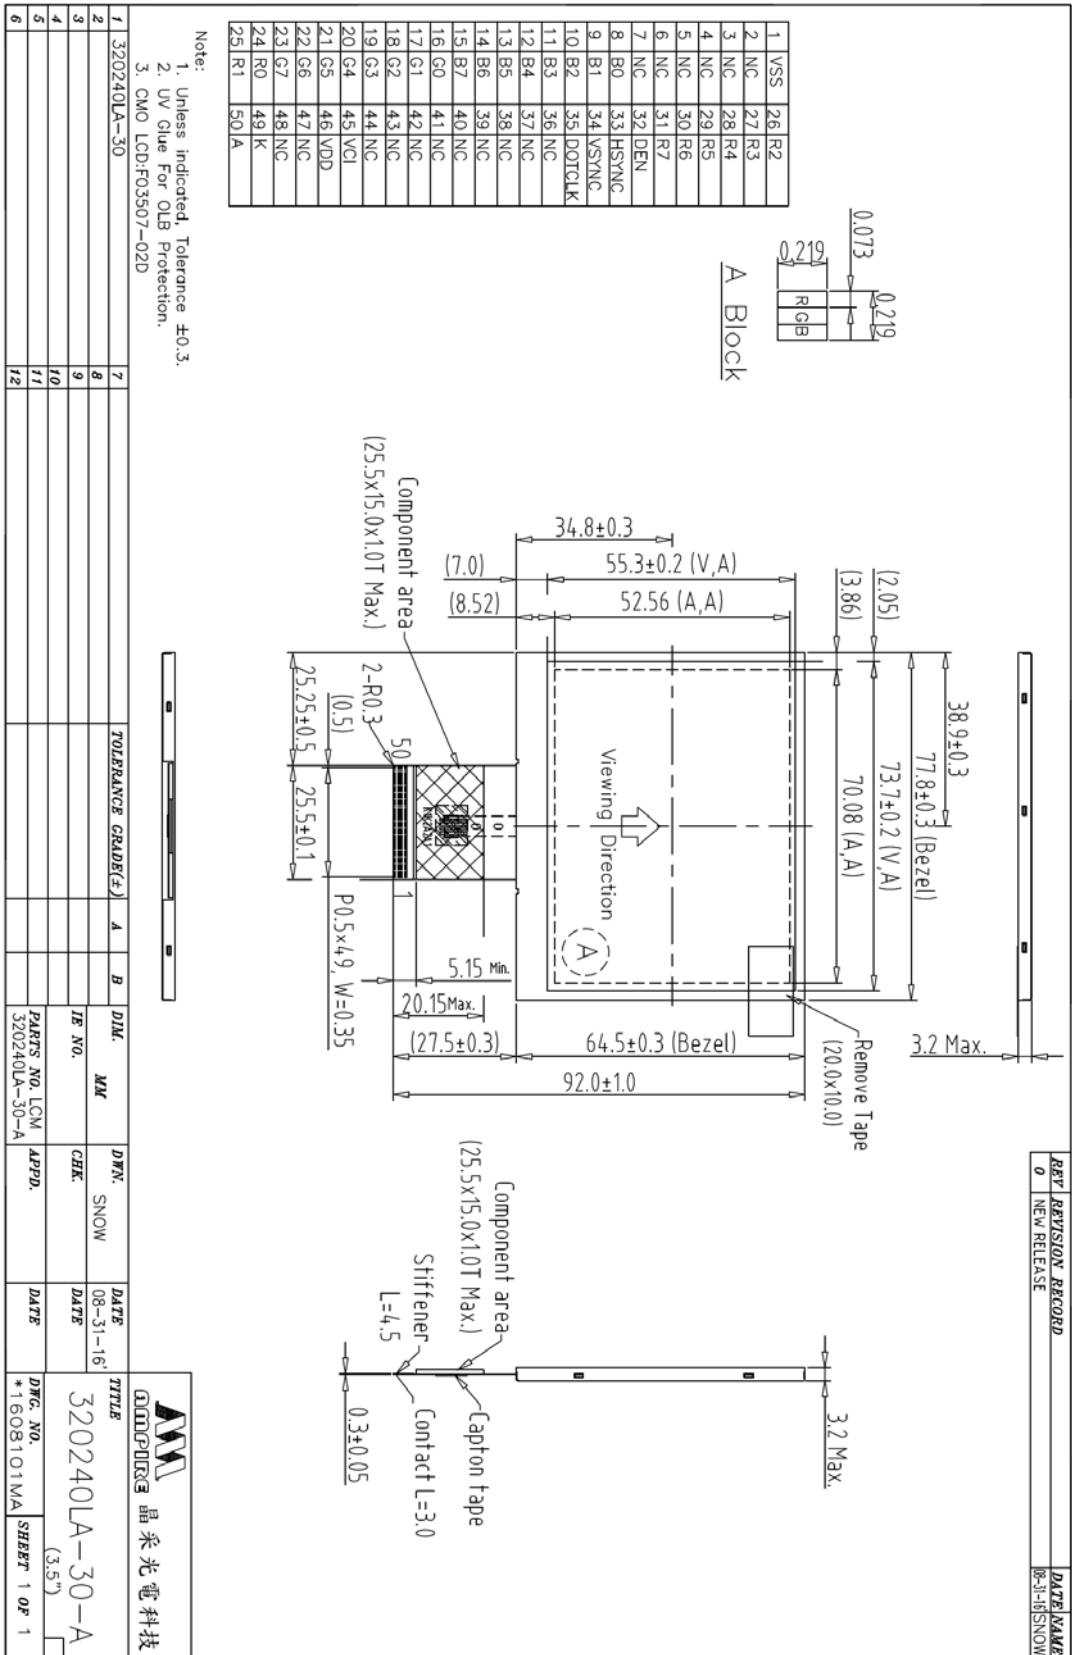 REV REVISION RECORD DATE NAME
0 NEW RELEASE 08-31-16' SNOW
1 VSS 26 R2
2 NC 27 R3
3 NC 28 R4
4 NC 29 R5
5 NC 30 R6
6 NC 31 R7
7 NC 32 DEN
8 B0 33 HSYNC
9 B1 34 VSYNC
10 B2 35 DOTCLK
11 B3 36 NC
12 B4 37 NC
13 B5 38 NC
14 B6 39 NC
15 B7 40 NC
16 G0 41 NC
17 G1 42 NC
18 G2 43 NC
19 G3 44 NC
20 G4 45 VCI
21 G5 46 VDD
22 G6 47 NC
23 G7 48 NC
24 R0 49 K
25 R1 50 A
0.073
0.219
0.219
R G B
A Block
38.9±0.3
77.8±0.3 (Bezel)
73.7±0.2 (V,A)
70.08 (A,A)
(2.05)
(3.86)
34.8±0.3
55.3±0.2 (V,A)
52.56 (A,A)
(7.0)
(8.52)
Viewing Direction
A
Remove Tape
(20.0x10.0)
3.2 Max.
64.5±0.3 (Bezel)
92.0±1.0
(27.5±0.3)
20.15Max.
5.15 Min.
Component area
(25.5x15.0x1.0T Max.)
2-R0.3
50
1
(0.5)
P0.5x49, W=0.35
25.25±0.5
25.5±0.1
3.2 Max.
Component area
(25.5x15.0x1.0T Max.)
Capton tape
Stiffener
L=4.5
Contact L=3.0
0.3±0.05
Note:
1. Unless indicated, Tolerance ±0.3.
2. UV Glue For OLB Protection.
3. CMO LCD:F03507-02D
1 320240LA-30 7 TOLERANCE GRADE(±) A B
2 8
3 9
4 10
5 11
6 12
DIM. MM
IE NO.
PARTS NO. LCM
320240LA-30-A
DWN. SNOW DATE 08-31-16'
CHK. DATE
APPD. DATE
AMPIRE 晶采光電科技
TITLE
320240LA-30-A
(3.5")
DWG. NO.
*1608101MA
SHEET 1 OF 1